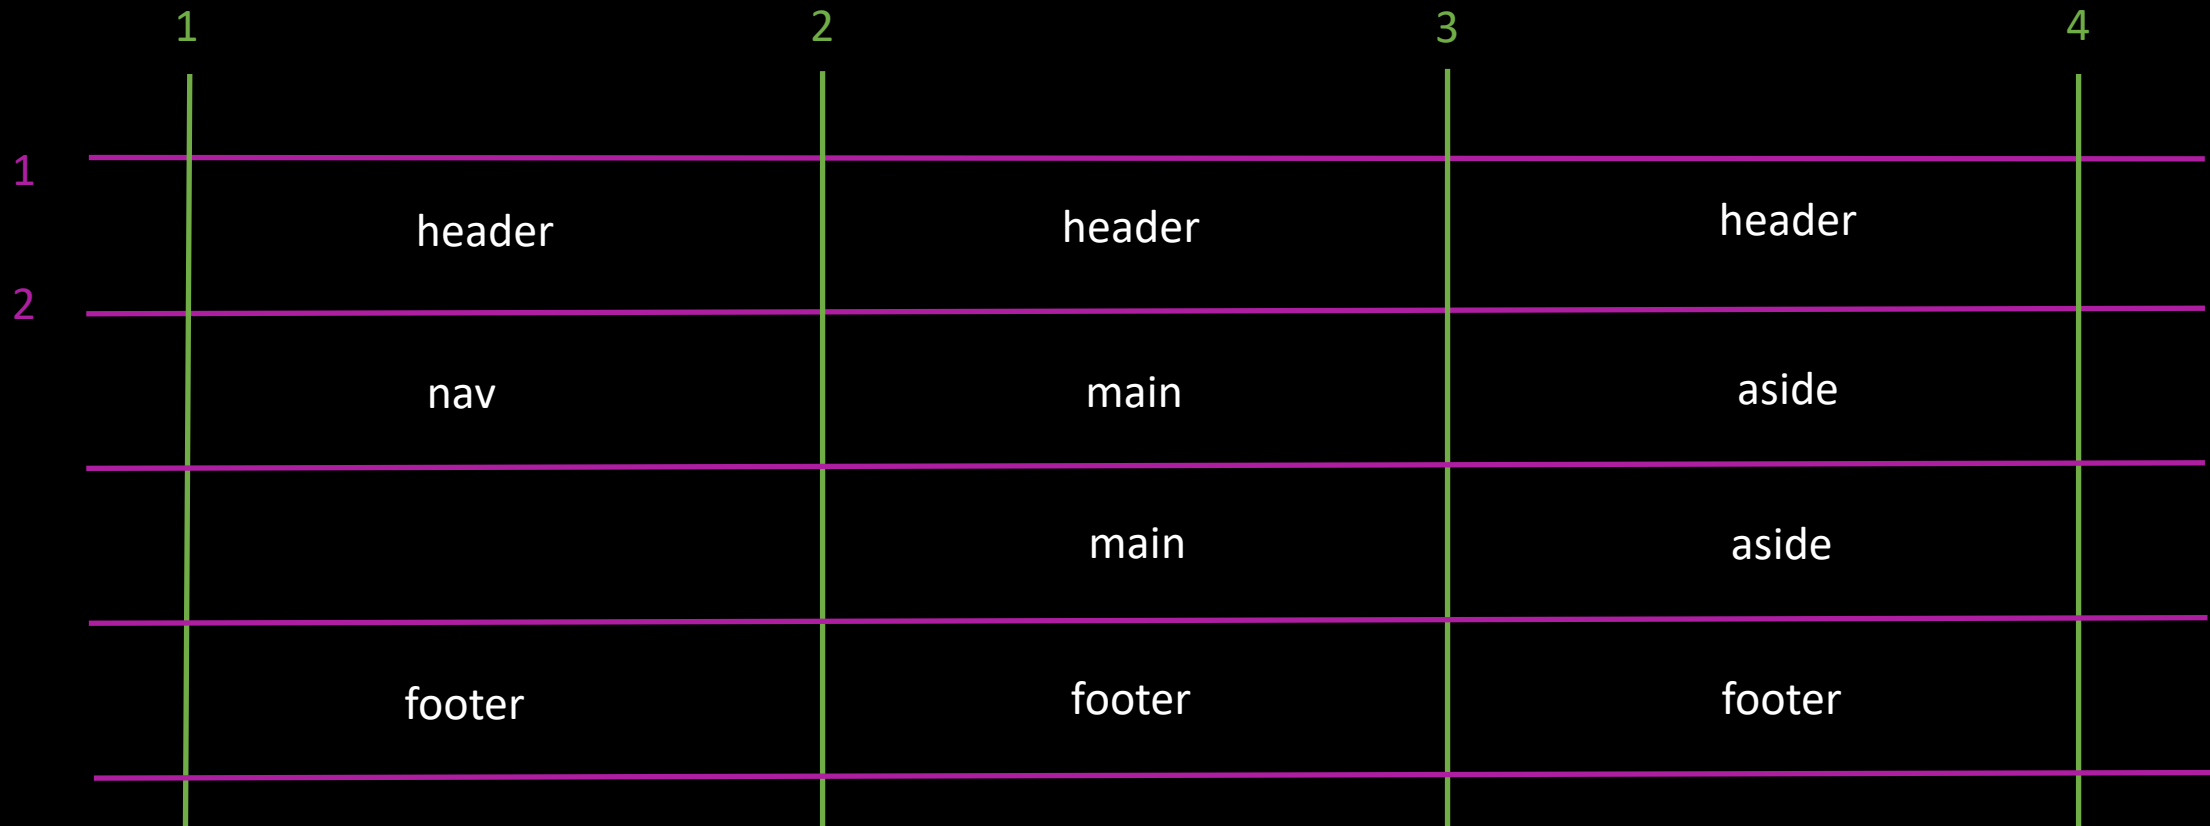 1 2 3 4
1
header header header
2
nav main aside
main aside
footer footer footer